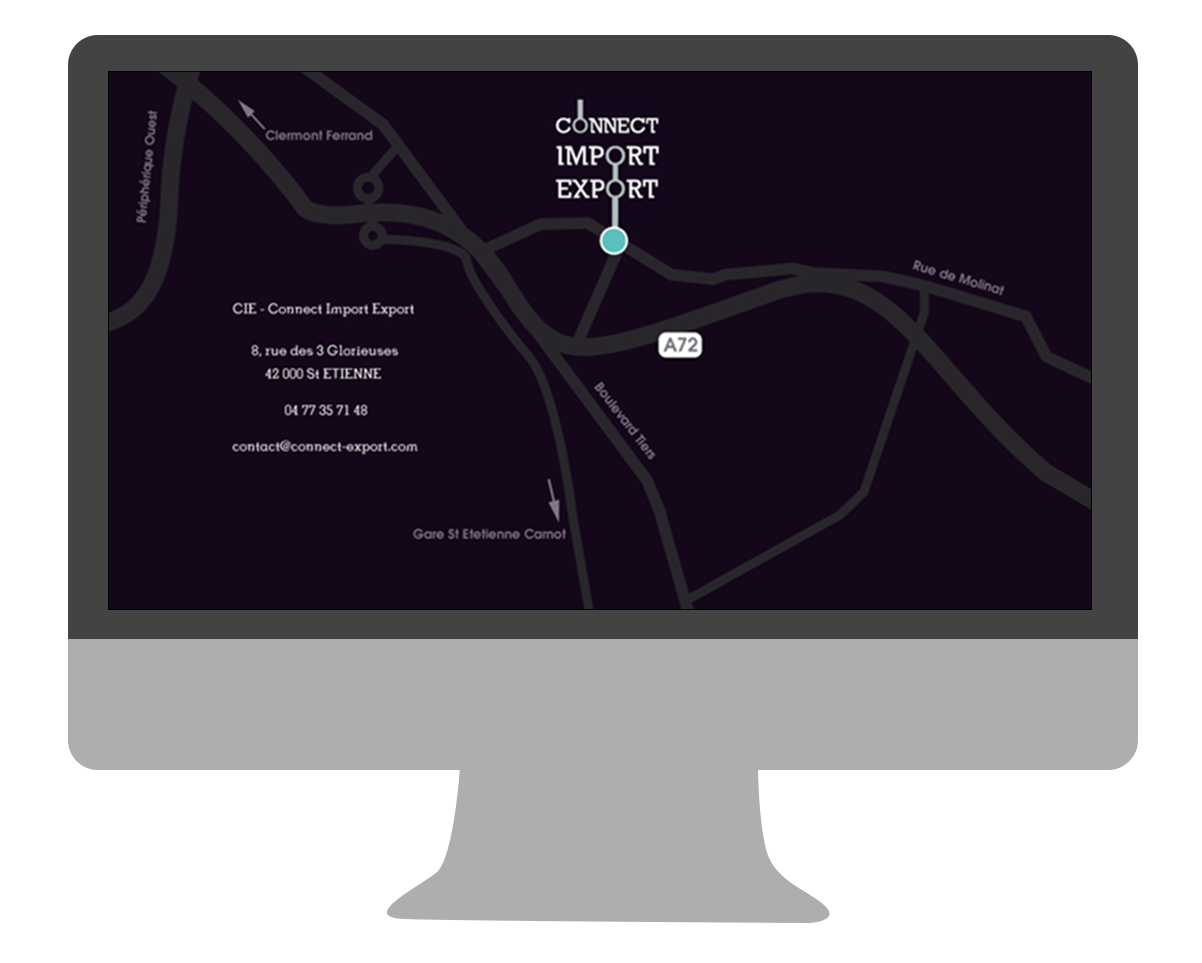 Périphérique Ouest
Clermont Ferrand
CONNECT
IMPORT
EXPORT
Rue de Molinat
CIE - Connect Import Export
8, rue des 3 Glorieuses
42 000 St ETIENNE
04 77 35 71 48
contact@connect-export.com
A72
Boulevard Tiers
Gare St Etetienne Carnot